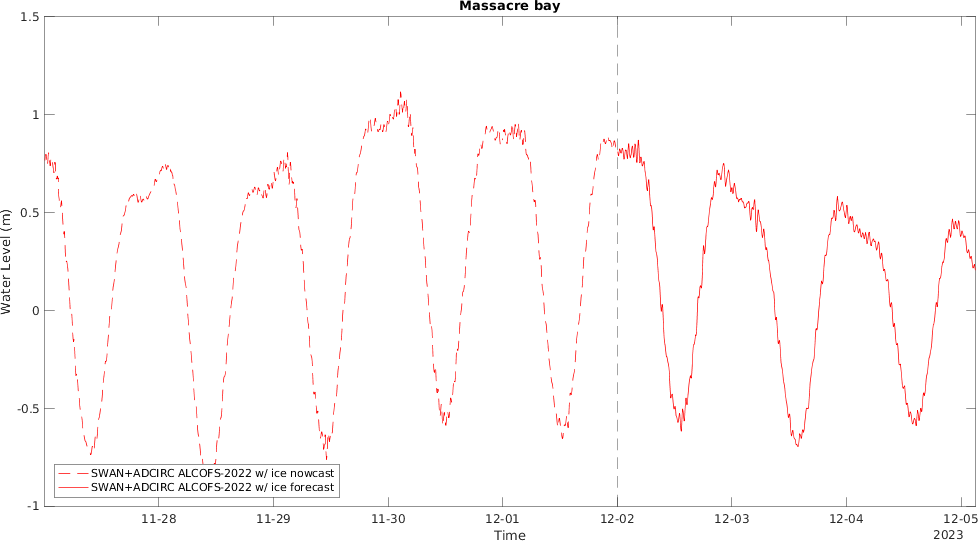 Massacre bay
1.5
1
0.5
0
-0.5
-1
Water Level (m)
SWAN+ADCIRC ALCOFS-2022 w/ ice nowcast
SWAN+ADCIRC ALCOFS-2022 w/ ice forecast
11-28 11-29 11-30 12-01 12-02 12-03 12-04 12-05
Time 2023